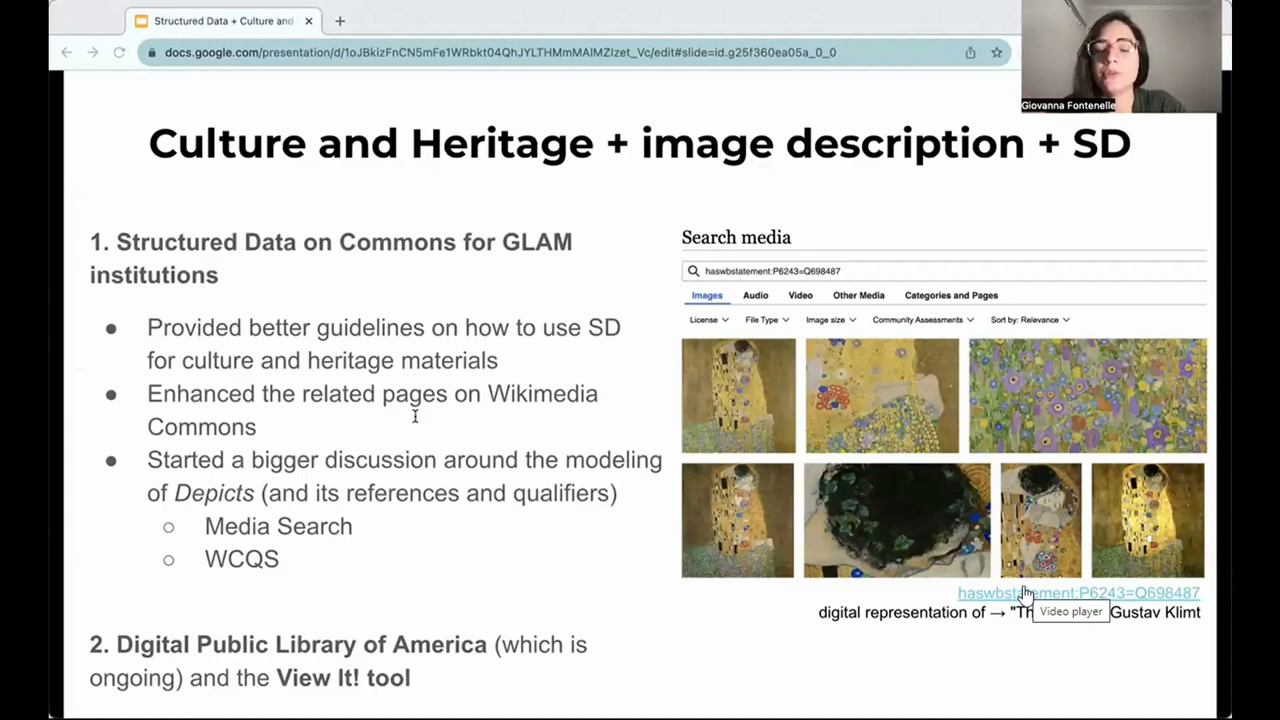 Structured Data + Culture and
docs.google.com/presentation/d/1oJBkizFnCN5mFe1WRbkt04QhJYLTHMmMAlMZIzet_Vc/edit#slide=id.g25f360ea05a_0_0
Giovanna Fontenelle
Culture and Heritage + image description + SD
1. Structured Data on Commons for GLAM
institutions
● Provided better guidelines on how to use SD
for culture and heritage materials
● Enhanced the related pages on Wikimedia
Commons
● Started a bigger discussion around the modeling
of Depicts (and its references and qualifiers)
○ Media Search
○ WCQS
2. Digital Public Library of America (which is
ongoing) and the View It! tool
Search media
haswbstatement:P6243=Q698487
Images Audio Video Other Media Categories and Pages
License File Type Image size Community Assessments Sort by: Relevance
haswbstatement:P6243=Q698487
Video player
digital representation of → "Th Gustav Klimt